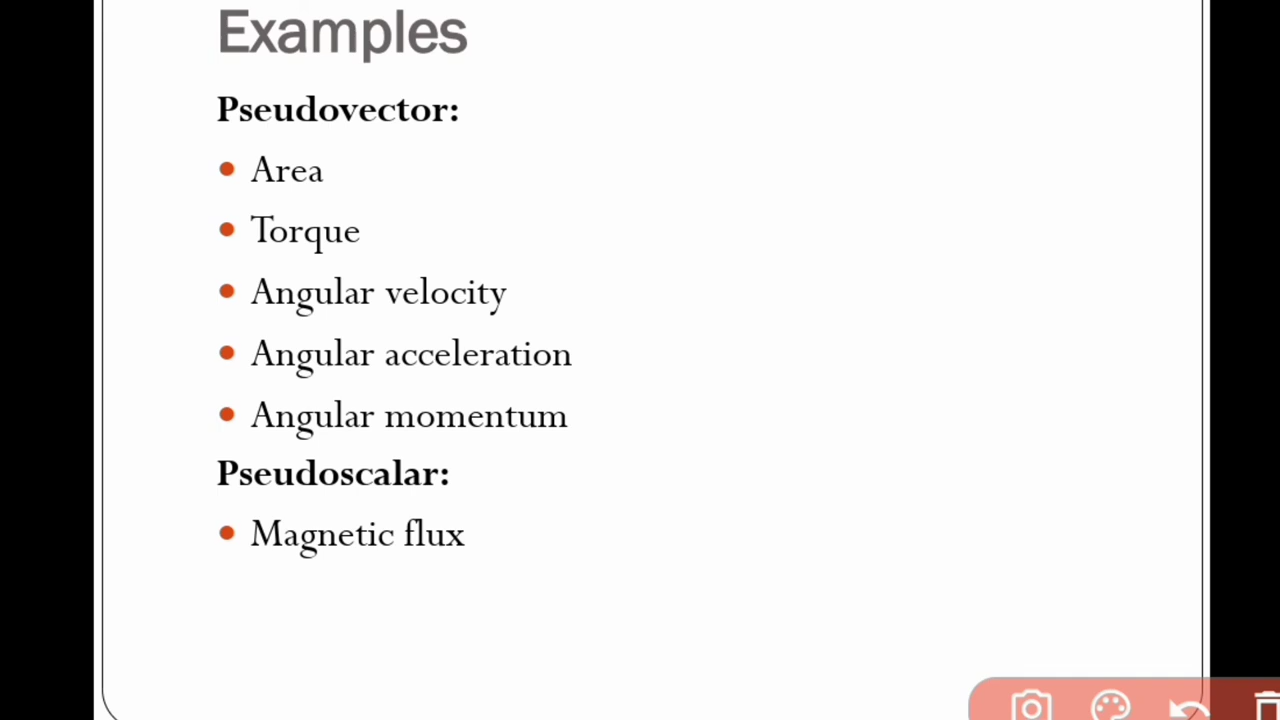 Examples
Pseudovector:
• Area
• Torque
• Angular velocity
• Angular acceleration
• Angular momentum
Pseudoscalar:
• Magnetic flux